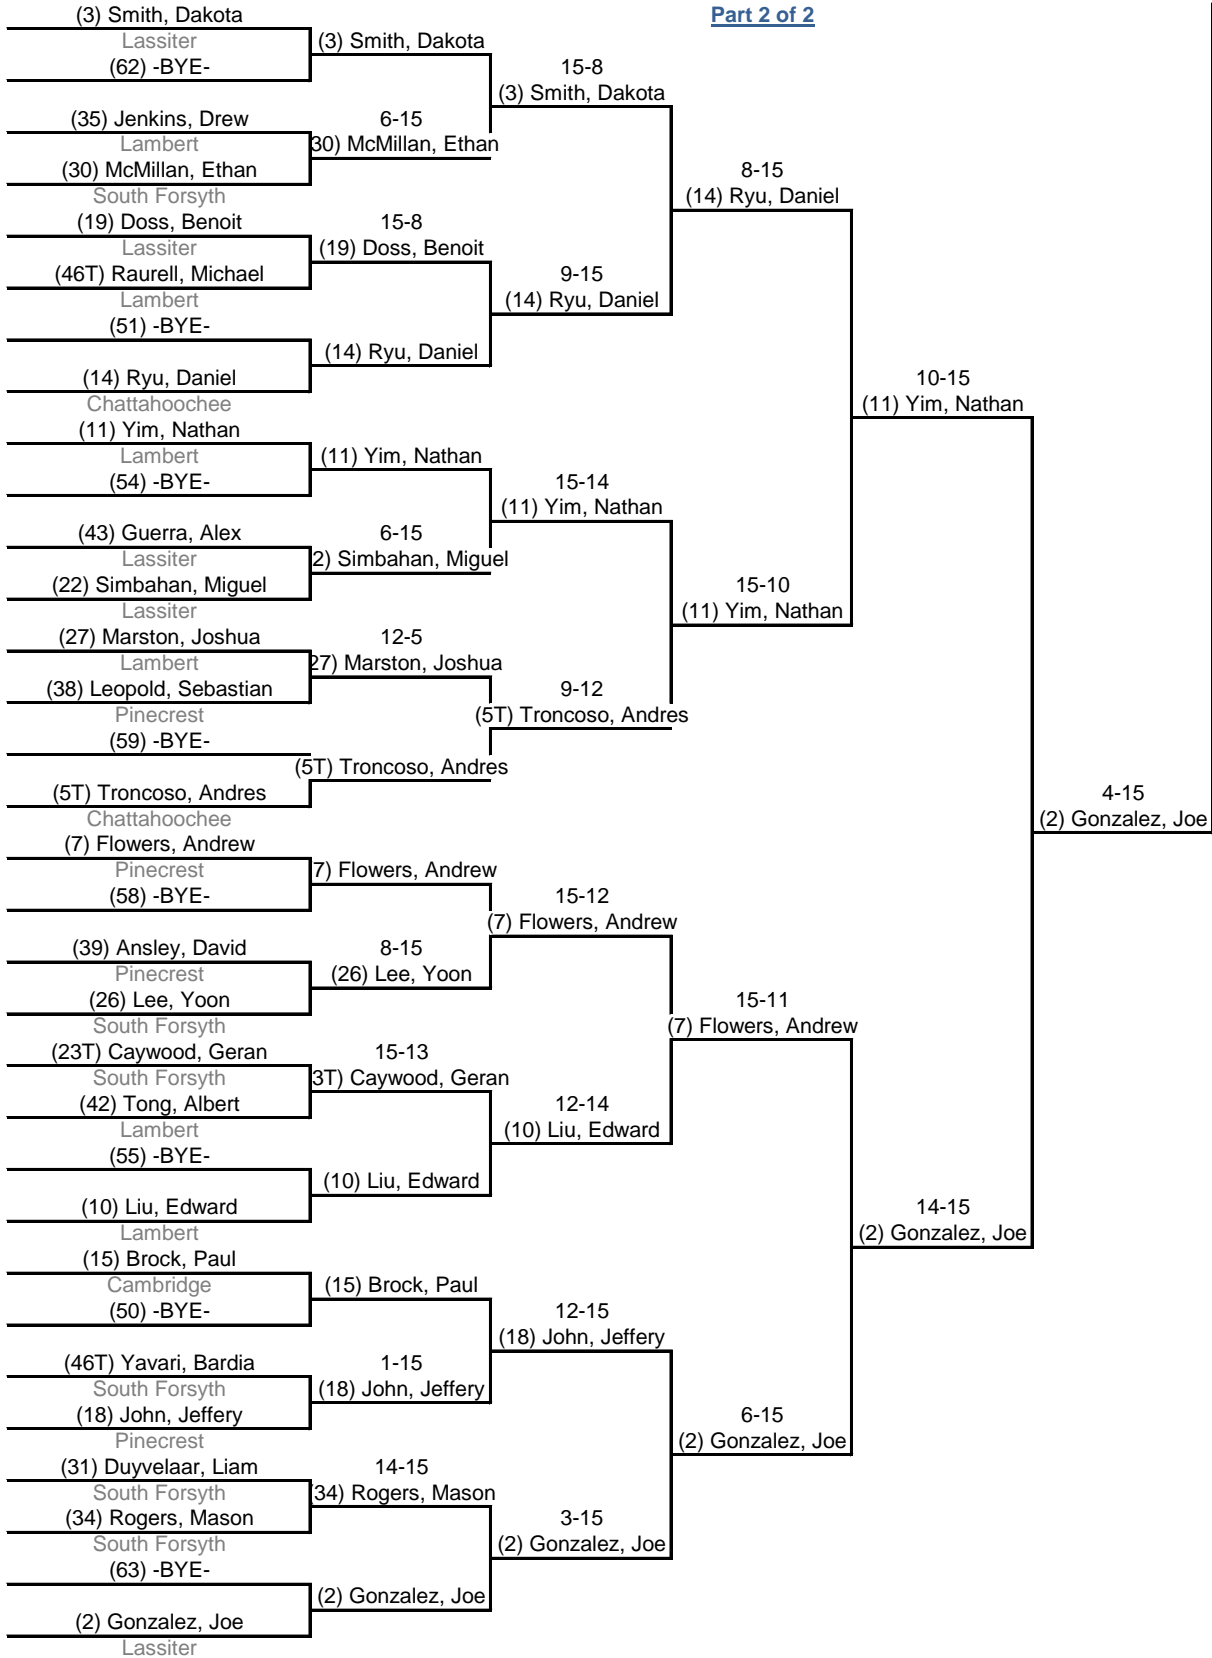 Part 2 of 2
(3) Smith, Dakota
Lassiter
(62) -BYE-
(35) Jenkins, Drew
Lambert
(30) McMillan, Ethan
South Forsyth
(19) Doss, Benoit
Lassiter
(46T) Raurell, Michael
Lambert
(51) -BYE-
(14) Ryu, Daniel
Chattahoochee
(11) Yim, Nathan
Lambert
(54) -BYE-
(43) Guerra, Alex
Lassiter
(22) Simbahan, Miguel
Lassiter
(27) Marston, Joshua
Lambert
(38) Leopold, Sebastian
Pinecrest
(59) -BYE-
(5T) Troncoso, Andres
Chattahoochee
(7) Flowers, Andrew
Pinecrest
(58) -BYE-
(39) Ansley, David
Pinecrest
(26) Lee, Yoon
South Forsyth
(23T) Caywood, Geran
South Forsyth
(42) Tong, Albert
Lambert
(55) -BYE-
(10) Liu, Edward
Lambert
(15) Brock, Paul
Cambridge
(50) -BYE-
(46T) Yavari, Bardia
South Forsyth
(18) John, Jeffery
Pinecrest
(31) Duyvelaar, Liam
South Forsyth
(34) Rogers, Mason
South Forsyth
(63) -BYE-
(2) Gonzalez, Joe
Lassiter
(3) Smith, Dakota
6-15
30) McMillan, Ethan
15-8
(19) Doss, Benoit
(14) Ryu, Daniel
(11) Yim, Nathan
6-15
2) Simbahan, Miguel
12-5
27) Marston, Joshua
(5T) Troncoso, Andres
7) Flowers, Andrew
8-15
(26) Lee, Yoon
15-13
3T) Caywood, Geran
(10) Liu, Edward
(15) Brock, Paul
1-15
(18) John, Jeffery
14-15
(34) Rogers, Mason
(2) Gonzalez, Joe
15-8
(3) Smith, Dakota
9-15
(14) Ryu, Daniel
15-14
(11) Yim, Nathan
9-12
(5T) Troncoso, Andres
15-12
(7) Flowers, Andrew
12-14
(10) Liu, Edward
12-15
(18) John, Jeffery
3-15
(2) Gonzalez, Joe
8-15
(14) Ryu, Daniel
15-10
(11) Yim, Nathan
15-11
(7) Flowers, Andrew
6-15
(2) Gonzalez, Joe
10-15
(11) Yim, Nathan
14-15
(2) Gonzalez, Joe
4-15
(2) Gonzalez, Joe